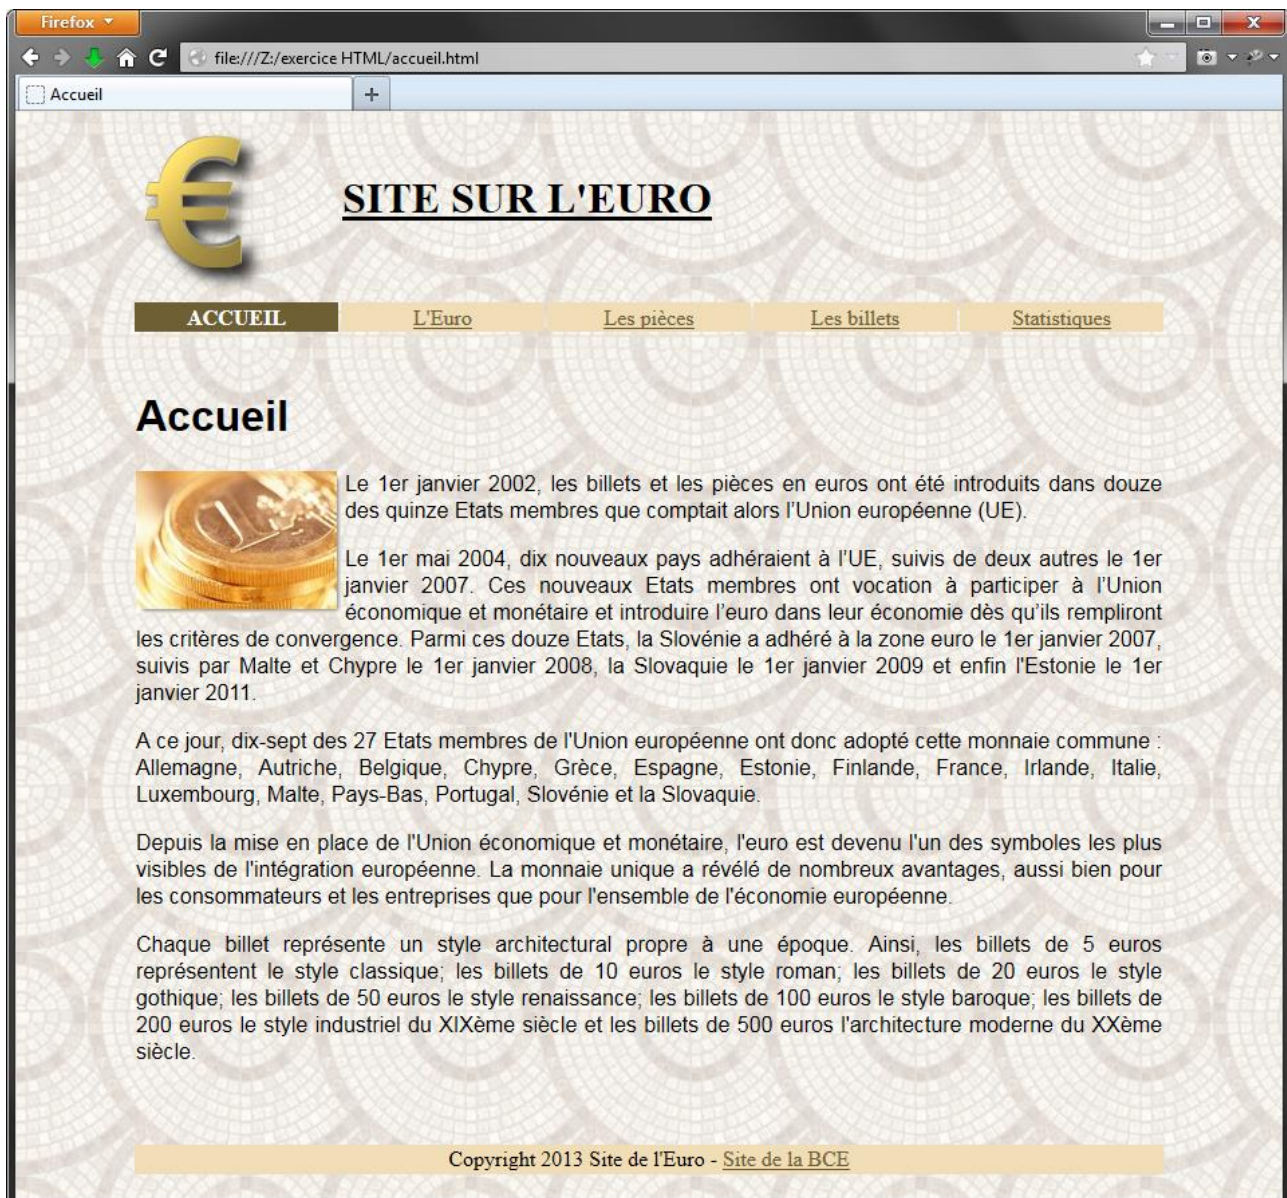 Firefox
file:///Z:/exercice HTML/accueil.html
Accueil
€
SITE SUR L'EURO
ACCUEIL L'Euro Les pièces Les billets Statistiques
Accueil
Le 1er janvier 2002, les billets et les pièces en euros ont été introduits dans douze
des quinze Etats membres que comptait alors l’Union européenne (UE).
Le 1er mai 2004, dix nouveaux pays adhéraient à l’UE, suivis de deux autres le 1er
janvier 2007. Ces nouveaux Etats membres ont vocation à participer à l’Union
économique et monétaire et introduire l’euro dans leur économie dès qu’ils rempliront
les critères de convergence. Parmi ces douze Etats, la Slovénie a adhéré à la zone euro le 1er janvier 2007,
suivis par Malte et Chypre le 1er janvier 2008, la Slovaquie le 1er janvier 2009 et enfin l'Estonie le 1er
janvier 2011.
A ce jour, dix-sept des 27 Etats membres de l'Union européenne ont donc adopté cette monnaie commune :
Allemagne, Autriche, Belgique, Chypre, Grèce, Espagne, Estonie, Finlande, France, Irlande, Italie,
Luxembourg, Malte, Pays-Bas, Portugal, Slovénie et la Slovaquie.
Depuis la mise en place de l'Union économique et monétaire, l'euro est devenu l'un des symboles les plus
visibles de l'intégration européenne. La monnaie unique a révélé de nombreux avantages, aussi bien pour
les consommateurs et les entreprises que pour l'ensemble de l'économie européenne.
Chaque billet représente un style architectural propre à une époque. Ainsi, les billets de 5 euros
représentent le style classique; les billets de 10 euros le style roman; les billets de 20 euros le style
gothique; les billets de 50 euros le style renaissance; les billets de 100 euros le style baroque; les billets de
200 euros le style industriel du XIXème siècle et les billets de 500 euros l'architecture moderne du XXème
siècle.
Copyright 2013 Site de l'Euro - Site de la BCE